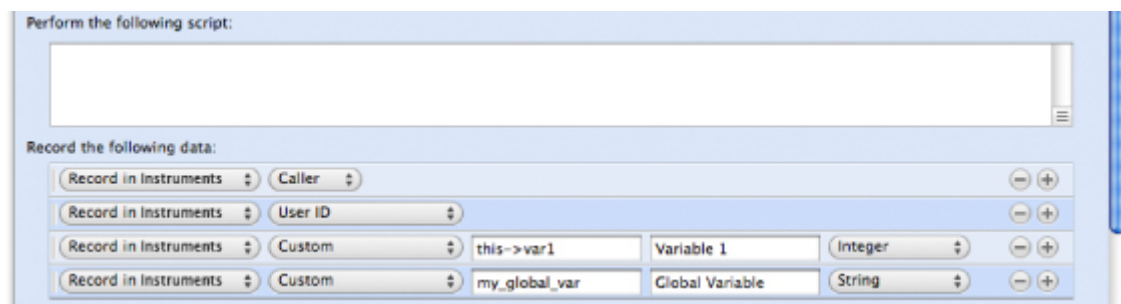 Perform the following script:
Record the following data:
Record in Instruments Caller
Record in Instruments User ID
Record in Instruments Custom this->var1 Variable 1 Integer
Record in Instruments Custom my_global_var Global Variable String